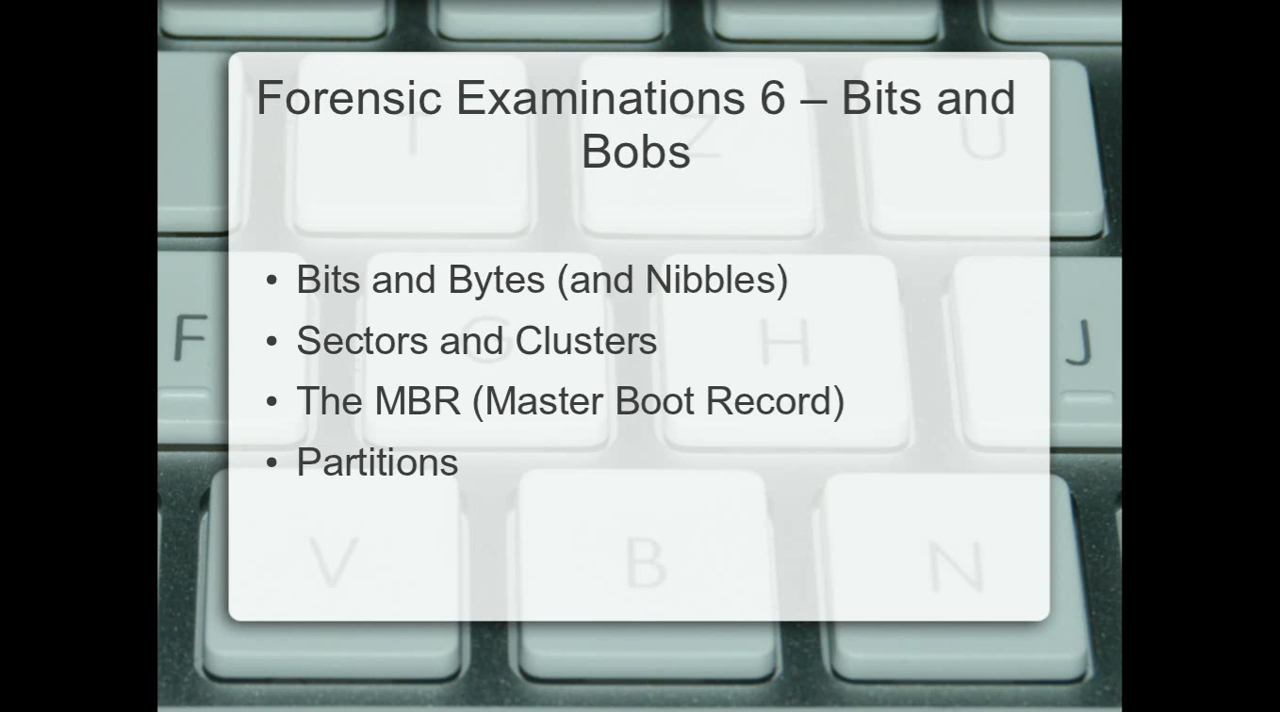 Forensic Examinations 6 – Bits and
Bobs
• Bits and Bytes (and Nibbles)
• Sectors and Clusters
• The MBR (Master Boot Record)
• Partitions
T Z U
F G H J
V B N